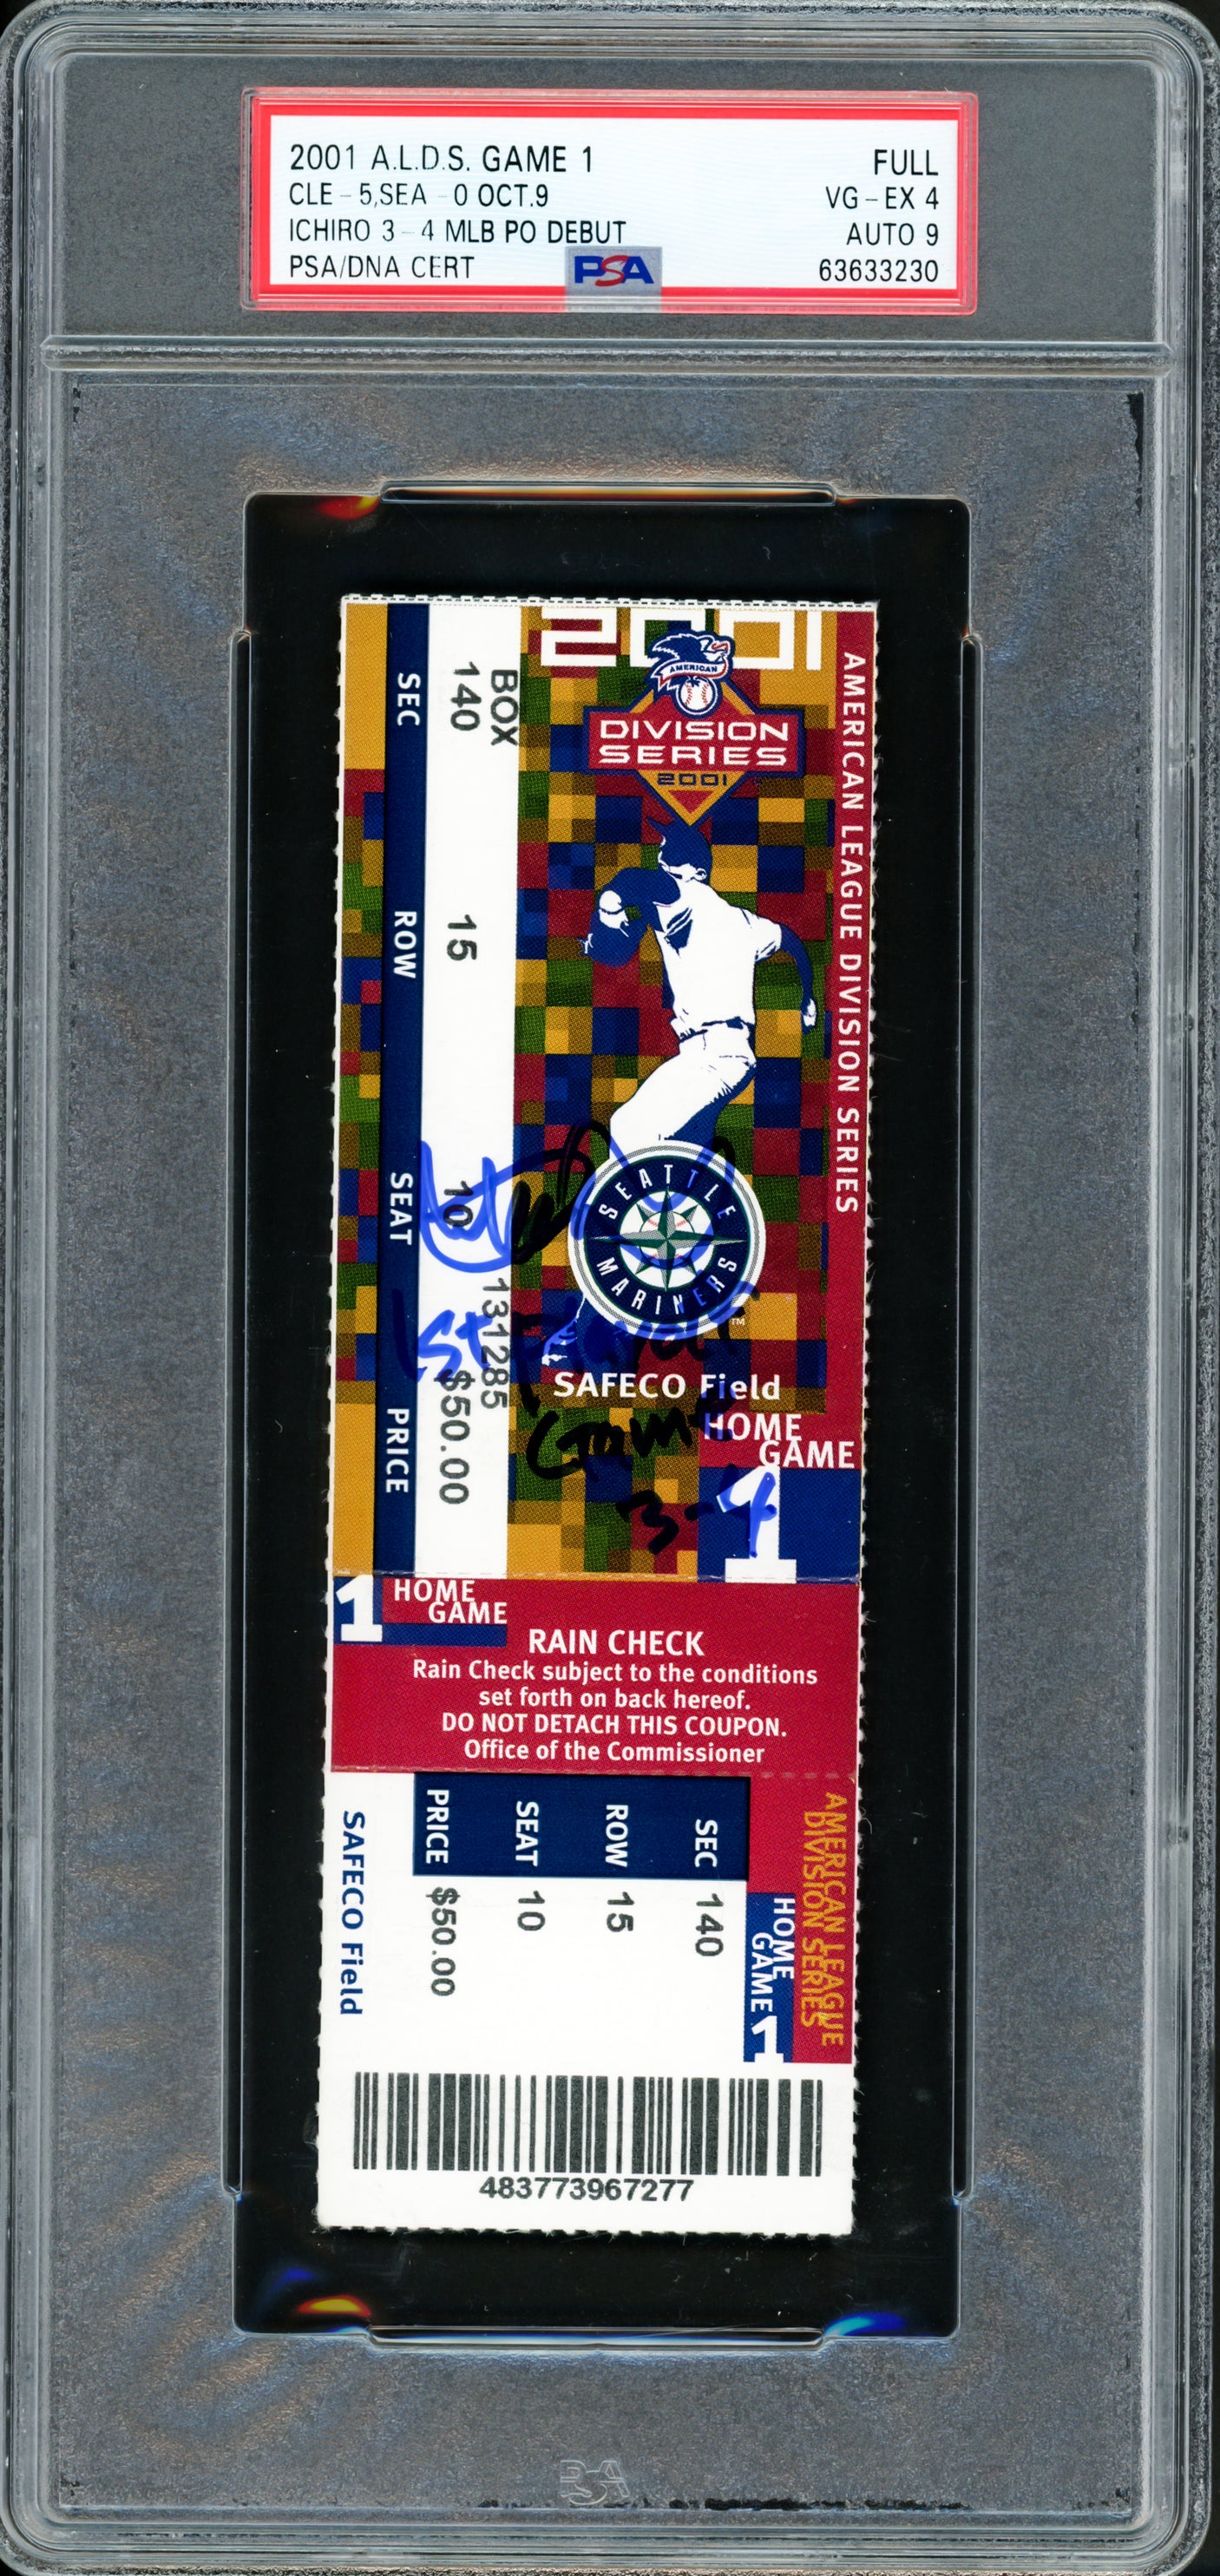 2001 A.L.D.S. GAME 1
FULL
CLE - 5,SEA - 0 OCT.9
VG - EX 4
ICHIRO 3 - 4 MLB PO DEBUT
AUTO 9
PSA/DNA CERT
PSA
63633230
2001
AMERICAN
DIVISION
SERIES
2001
AMERICAN LEAGUE DIVISION SERIES
BOX
SEC 140
ROW 15
SEAT 10
131285
PRICE $50.00
SEATTLE
MARINERS
TM
1st Playoff
SAFECO Field
Game
HOME
GAME
1
3-4
1
HOME
GAME
RAIN CHECK
Rain Check subject to the conditions
set forth on back hereof.
DO NOT DETACH THIS COUPON.
Office of the Commissioner
AMERICAN LEAGUE
DIVISION SERIES
HOME
GAME
1
SEC 140
ROW 15
SEAT 10
PRICE $50.00
SAFECO Field
483773967277
PSA